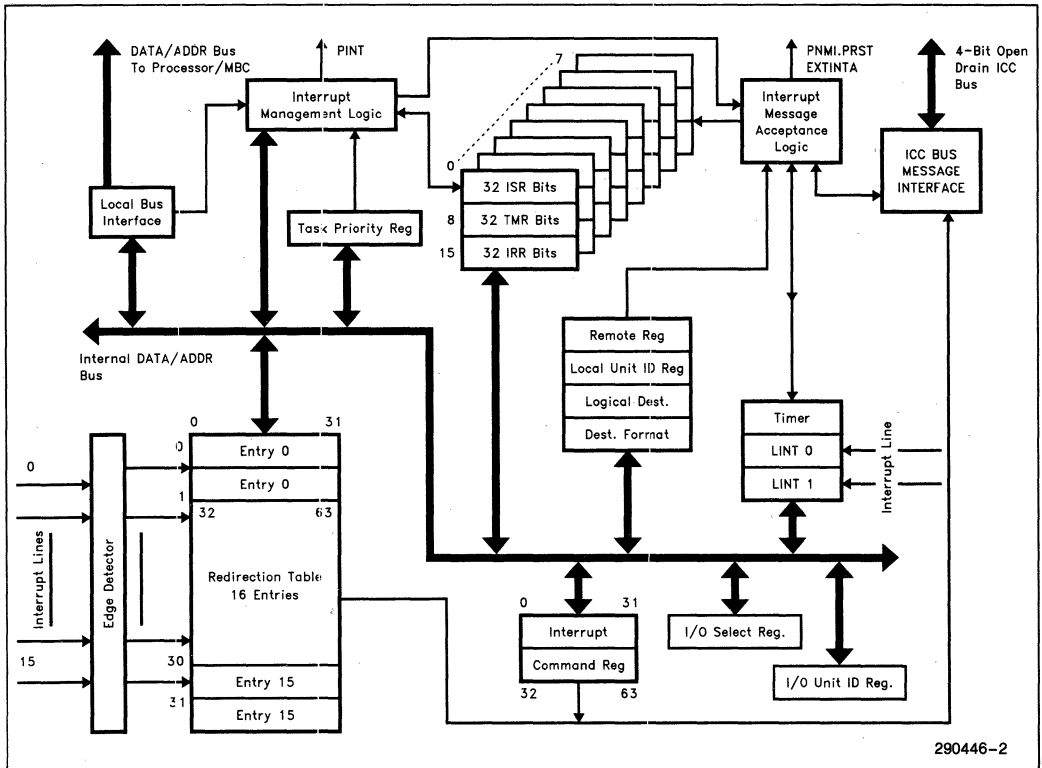 DATA/ADDR Bus
To Processor/MBC
PINT
Interrupt
Management Logic
7
0
PNMI.PRST
EXTINTA
Interrupt
Message
Acceptance
Logic
4-Bit Open
Drain ICC
Bus
ICC BUS
MESSAGE
INTERFACE
Local Bus
Interface
Task Priority Reg
32 ISR Bits
8
32 TMR Bits
15
32 IRR Bits
Internal DATA/ADDR
Bus
Remote Reg
Local Unit ID Reg
Logical Dest.
Dest. Format
Timer
LINT 0
LINT 1
Interrupt Line
0
31
0
Entry 0
Entry 0
1
32
63
0
Interrupt Lines
15
Edge Detector
Redirection Table
16 Entries
30
Entry 15
31
Entry 15
0
31
Interrupt
Command Reg
32
63
I/O Select Reg.
I/O Unit ID Reg.
290446-2